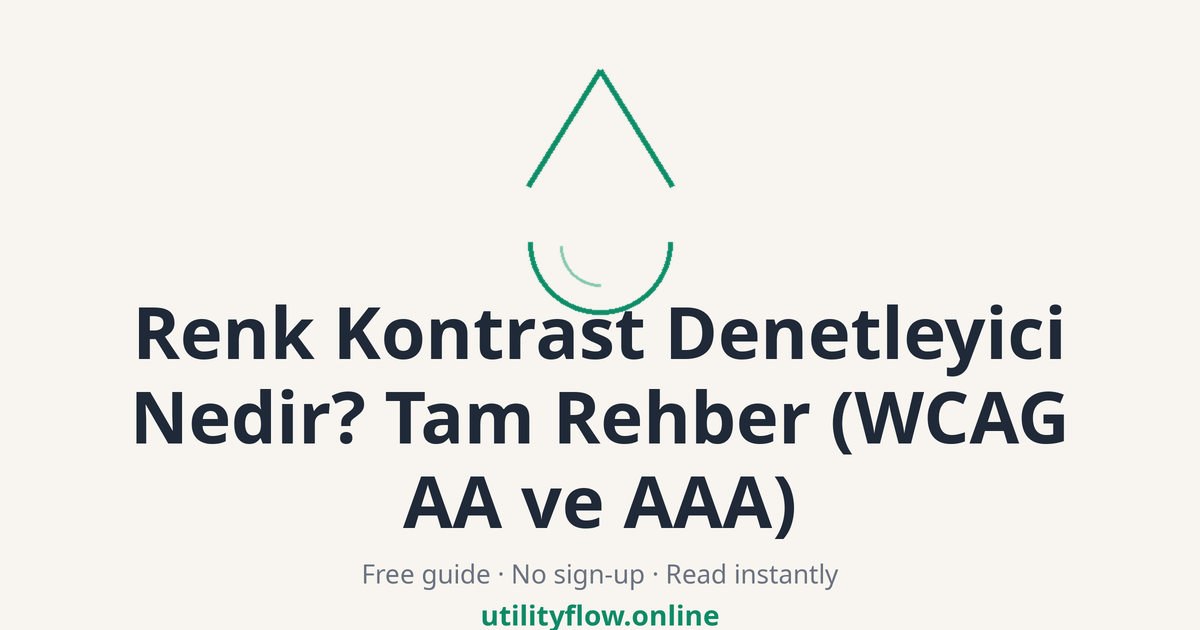 Renk Kontrast Denetleyici
Nedir? Tam Rehber (WCAG
AA ve AAA)
Free guide · No sign-up · Read instantly
utilityflow.online